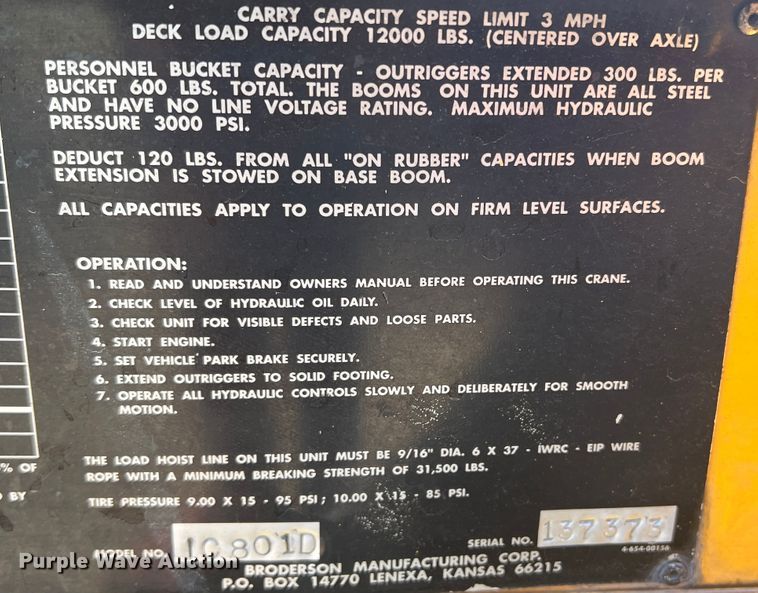 CARRY CAPACITY SPEED LIMIT 3 MPH
DECK LOAD CAPACITY 12000 LBS. (CENTERED OVER AXLE)
PERSONNEL BUCKET CAPACITY - OUTRIGGERS EXTENDED 300 LBS. PER
BUCKET 600 LBS. TOTAL. THE BOOMS ON THIS UNIT ARE ALL STEEL
AND HAVE NO LINE VOLTAGE RATING. MAXIMUM HYDRAULIC
PRESSURE 3000 PSI.
DEDUCT 120 LBS. FROM ALL "ON RUBBER" CAPACITIES WHEN BOOM
EXTENSION IS STOWED ON BASE BOOM.
ALL CAPACITIES APPLY TO OPERATION ON FIRM LEVEL SURFACES.
OPERATION:
1. READ AND UNDERSTAND OWNERS MANUAL BEFORE OPERATING THIS CRANE.
2. CHECK LEVEL OF HYDRAULIC OIL DAILY.
3. CHECK UNIT FOR VISIBLE DEFECTS AND LOOSE PARTS.
4. START ENGINE.
5. SET VEHICLE PARK BRAKE SECURELY.
6. EXTEND OUTRIGGERS TO SOLID FOOTING.
7. OPERATE ALL HYDRAULIC CONTROLS SLOWLY AND DELIBERATELY FOR SMOOTH
MOTION.
% OF
THE LOAD HOIST LINE ON THIS UNIT MUST BE 9/16" DIA. 6 X 37 - IWRC - EIP WIRE
ROPE WITH A MINIMUM BREAKING STRENGTH OF 31,500 LBS.
BY
TIRE PRESSURE 9.00 X 15 - 95 PSI; 10.00 X 15 - 85 PSI.
MODEL NO. IC801D
SERIAL NO. 137373
4-654-00156
BRODERSON MANUFACTURING CORP.
P.O. BOX 14770 LENEXA, KANSAS 66215
Purple Wave Auction